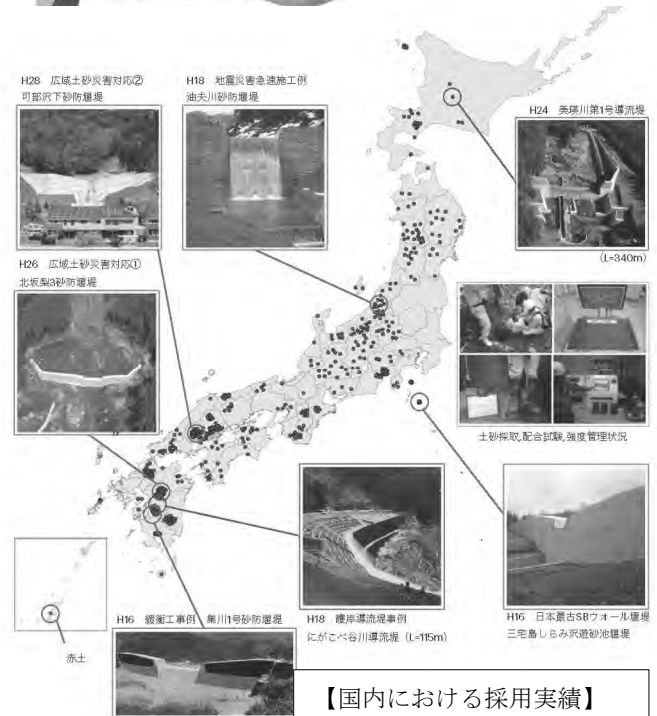 H28 広域土砂災害対応②
可部沢下砂防堰堤
H18 地震災害急速施工例
油夫川砂防堰堤
H24 美瑛川第1号導流堤
(L=340m)
H26 広域土砂災害対応①
北坂梨3砂防堰堤
土砂採取,配合試験,強度管理状況
赤土
H16 緩衝工事例 集川1号砂防堰堤
H18 護岸導流堤事例
にがこべ谷川導流堤 (L=115m)
H16 日本最古SBウォール堰堤
三宅島しらみ沢遊砂池堰堤
【国内における採用実績】